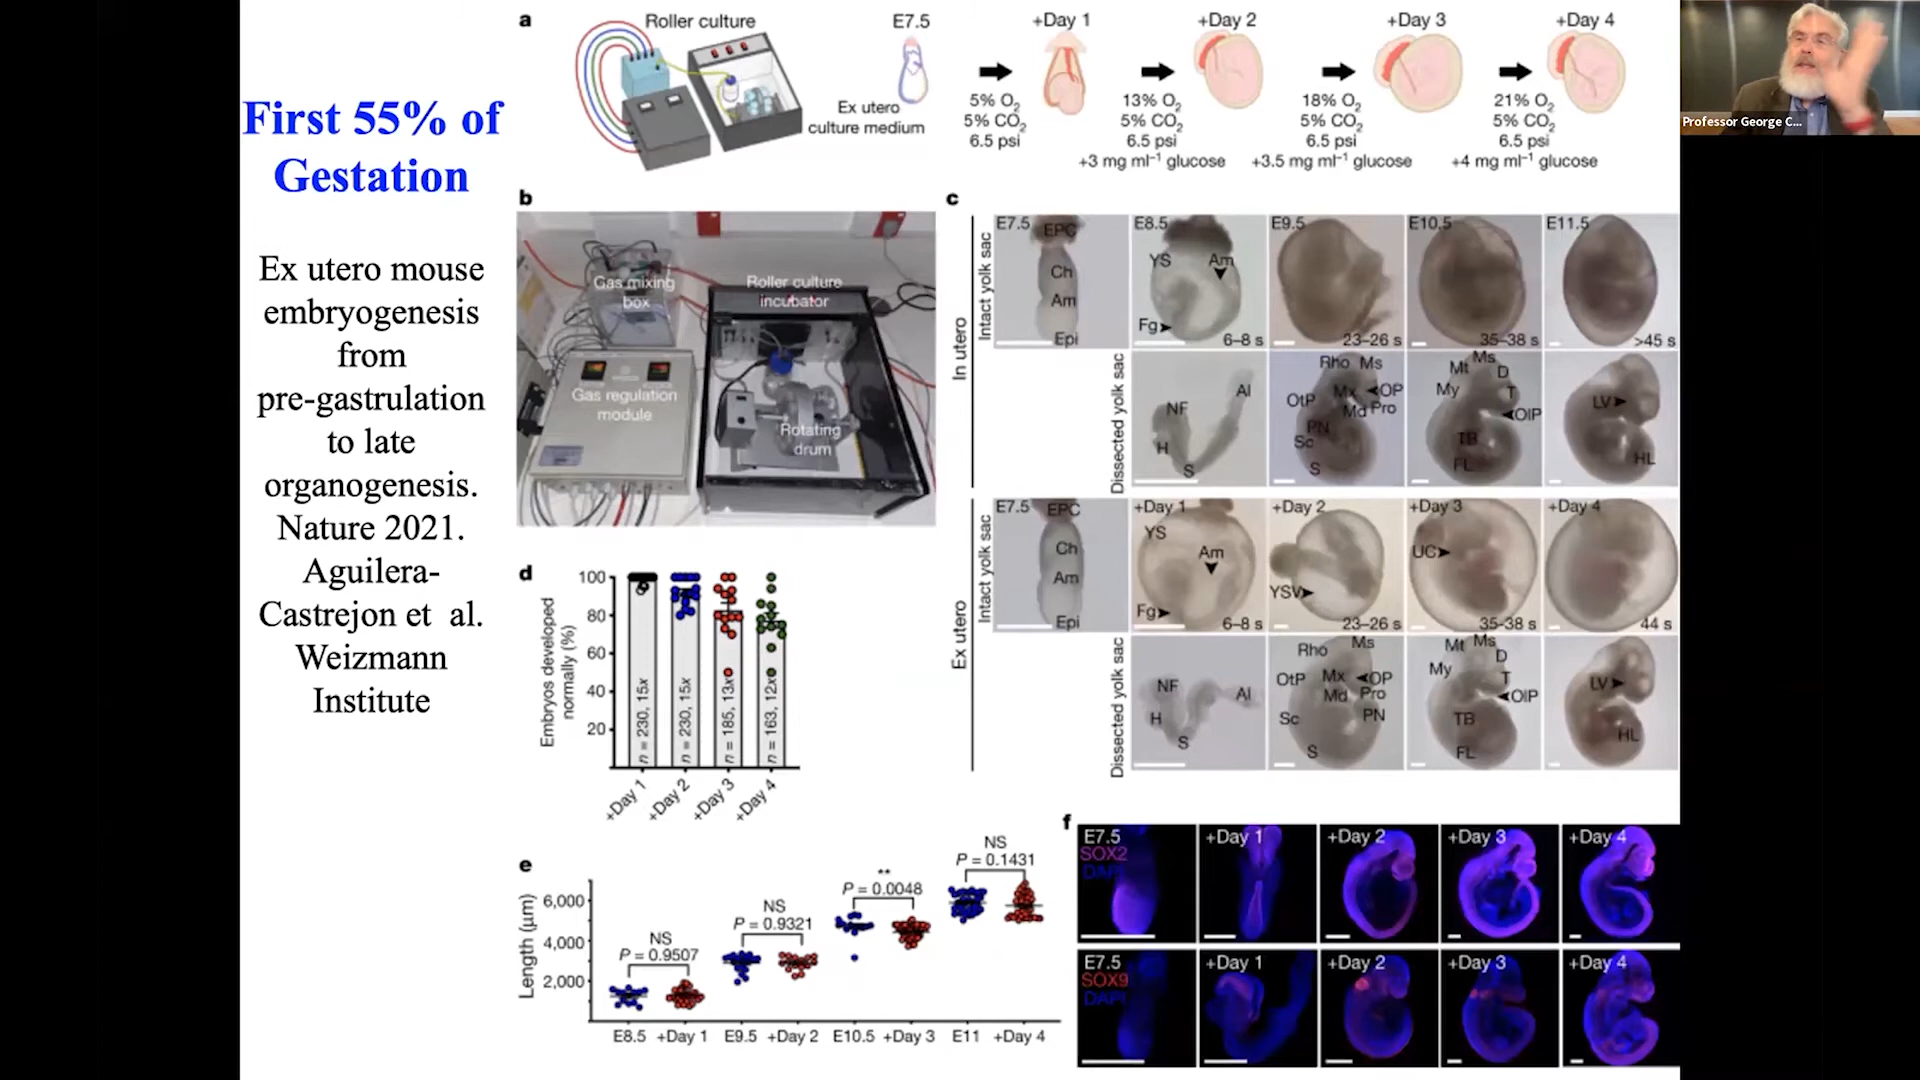 First 55% of
Gestation
Ex utero mouse
embryogenesis
from
pre-gastrulation
to late
organogenesis.
Nature 2021.
Aguilera-
Castrejon et al.
Weizmann
Institute
a
Roller culture
E7.5
Ex utero
culture medium
+Day 1
+Day 2
+Day 3
+Day 4
5% O2
5% CO2
6.5 psi
13% O2
5% CO2
6.5 psi
+3 mg ml⁻¹ glucose
18% O2
5% CO2
6.5 psi
+3.5 mg ml⁻¹ glucose
21% O2
5% CO2
6.5 psi
+4 mg ml⁻¹ glucose
Professor George C...
b
Gas mixing
box
Roller culture
incubator
Gas regulation
module
Rotating
drum
c
In utero
Intact yolk sac
E7.5
EPC
Ch
Am
Epi
E8.5
YS
Am
Fg
6–8 s
E9.5
23–26 s
E10.5
35–38 s
E11.5
>45 s
Dissected yolk sac
NF
Al
H
S
Rho
Ms
OtP
Mx
OP
Md
Pro
PN
Sc
S
Ms
Mt
D
My
T
OlP
TB
FL
LV
HL
Ex utero
Intact yolk sac
E7.5
EPC
Ch
Am
Epi
+Day 1
YS
Am
Fg
6–8 s
+Day 2
YSV
23–26 s
+Day 3
UC
35–38 s
+Day 4
44 s
Dissected yolk sac
NF
Al
H
S
Ms
Rho
OtP
Mx
OP
Md
Pro
Sc
PN
S
Ms
Mt
D
My
T
OlP
TB
FL
LV
HL
d
Embryos developed
normally (%)
100
80
60
40
20
n = 230, 15x
n = 230, 15x
n = 185, 13x
n = 163, 12x
+Day 1
+Day 2
+Day 3
+Day 4
e
Length (µm)
6,000
4,000
2,000
NS
P = 0.9507
NS
P = 0.9321
**
P = 0.0048
NS
P = 0.1431
E8.5
+Day 1
E9.5
+Day 2
E10.5
+Day 3
E11
+Day 4
f
E7.5
SOX2
DAPI
+Day 1
+Day 2
+Day 3
+Day 4
E7.5
SOX9
DAPI
+Day 1
+Day 2
+Day 3
+Day 4